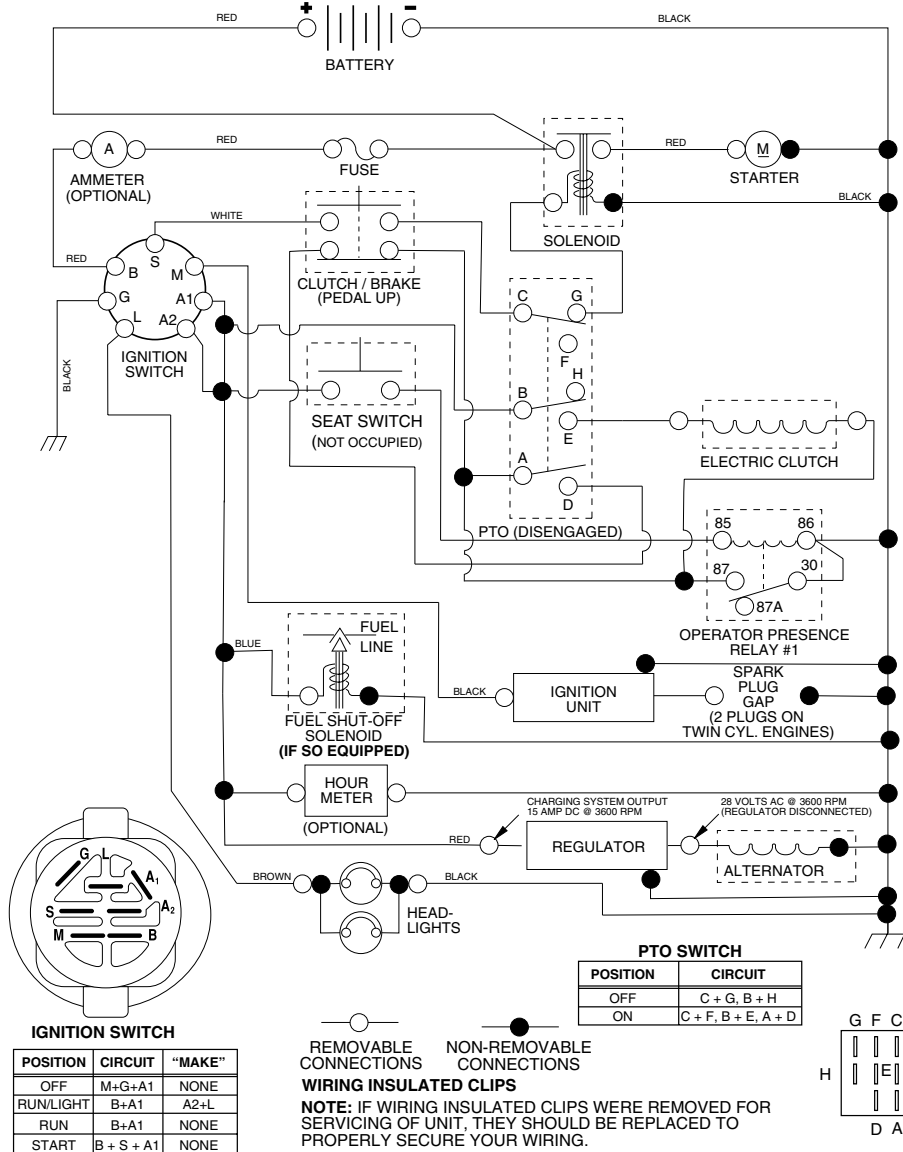 RED
+
-
BLACK
BATTERY
A
RED
AMMETER
(OPTIONAL)
FUSE
RED
M
STARTER
BLACK
SOLENOID
WHITE
CLUTCH / BRAKE
(PEDAL UP)
RED
S
B
M
G
A1
L
A2
IGNITION
SWITCH
BLACK
C
G
F
H
B
E
A
D
PTO (DISENGAGED)
SEAT SWITCH
(NOT OCCUPIED)
ELECTRIC CLUTCH
85
86
87
30
87A
OPERATOR PRESENCE
RELAY #1
BLUE
FUEL
LINE
FUEL SHUT-OFF
SOLENOID
(IF SO EQUIPPED)
BLACK
IGNITION
UNIT
SPARK
PLUG
GAP
(2 PLUGS ON
TWIN CYL. ENGINES)
HOUR
METER
(OPTIONAL)
RED
CHARGING SYSTEM OUTPUT
15 AMP DC @ 3600 RPM
28 VOLTS AC @ 3600 RPM
(REGULATOR DISCONNECTED)
REGULATOR
ALTERNATOR
BROWN
BLACK
HEAD-
LIGHTS
G
L
A1
A2
S
M
B
IGNITION SWITCH
POSITION CIRCUIT "MAKE"
OFF M+G+A1 NONE
RUN/LIGHT B+A1 A2+L
RUN B+A1 NONE
START B + S + A1 NONE
PTO SWITCH
POSITION CIRCUIT
OFF C + G, B + H
ON C + F, B + E, A + D
REMOVABLE
CONNECTIONS
NON-REMOVABLE
CONNECTIONS
WIRING INSULATED CLIPS
NOTE: IF WIRING INSULATED CLIPS WERE REMOVED FOR
SERVICING OF UNIT, THEY SHOULD BE REPLACED TO
PROPERLY SECURE YOUR WIRING.
G F C
H
E
D A